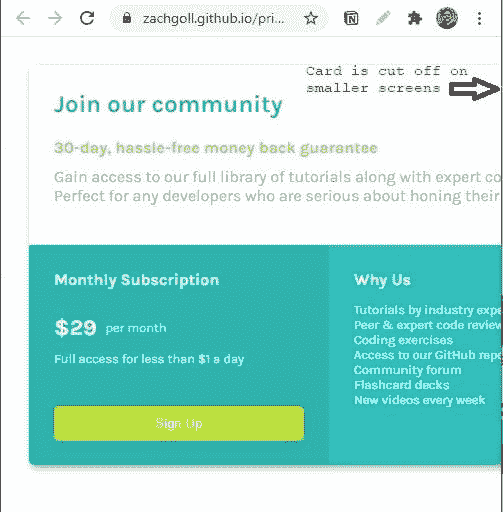 zachgoll.github.io/pri...
Card is cut off on
smaller screens
Join our community
30-day, hassle-free money back guarantee
Gain access to our full library of tutorials along with expert co
Perfect for any developers who are serious about honing their
Monthly Subscription
$29 per month
Full access for less than $1 a day
Sign Up
Why Us
Tutorials by industry expe
Peer & expert code review
Coding exercises
Access to our GitHub repo
Community forum
Flashcard decks
New videos every week